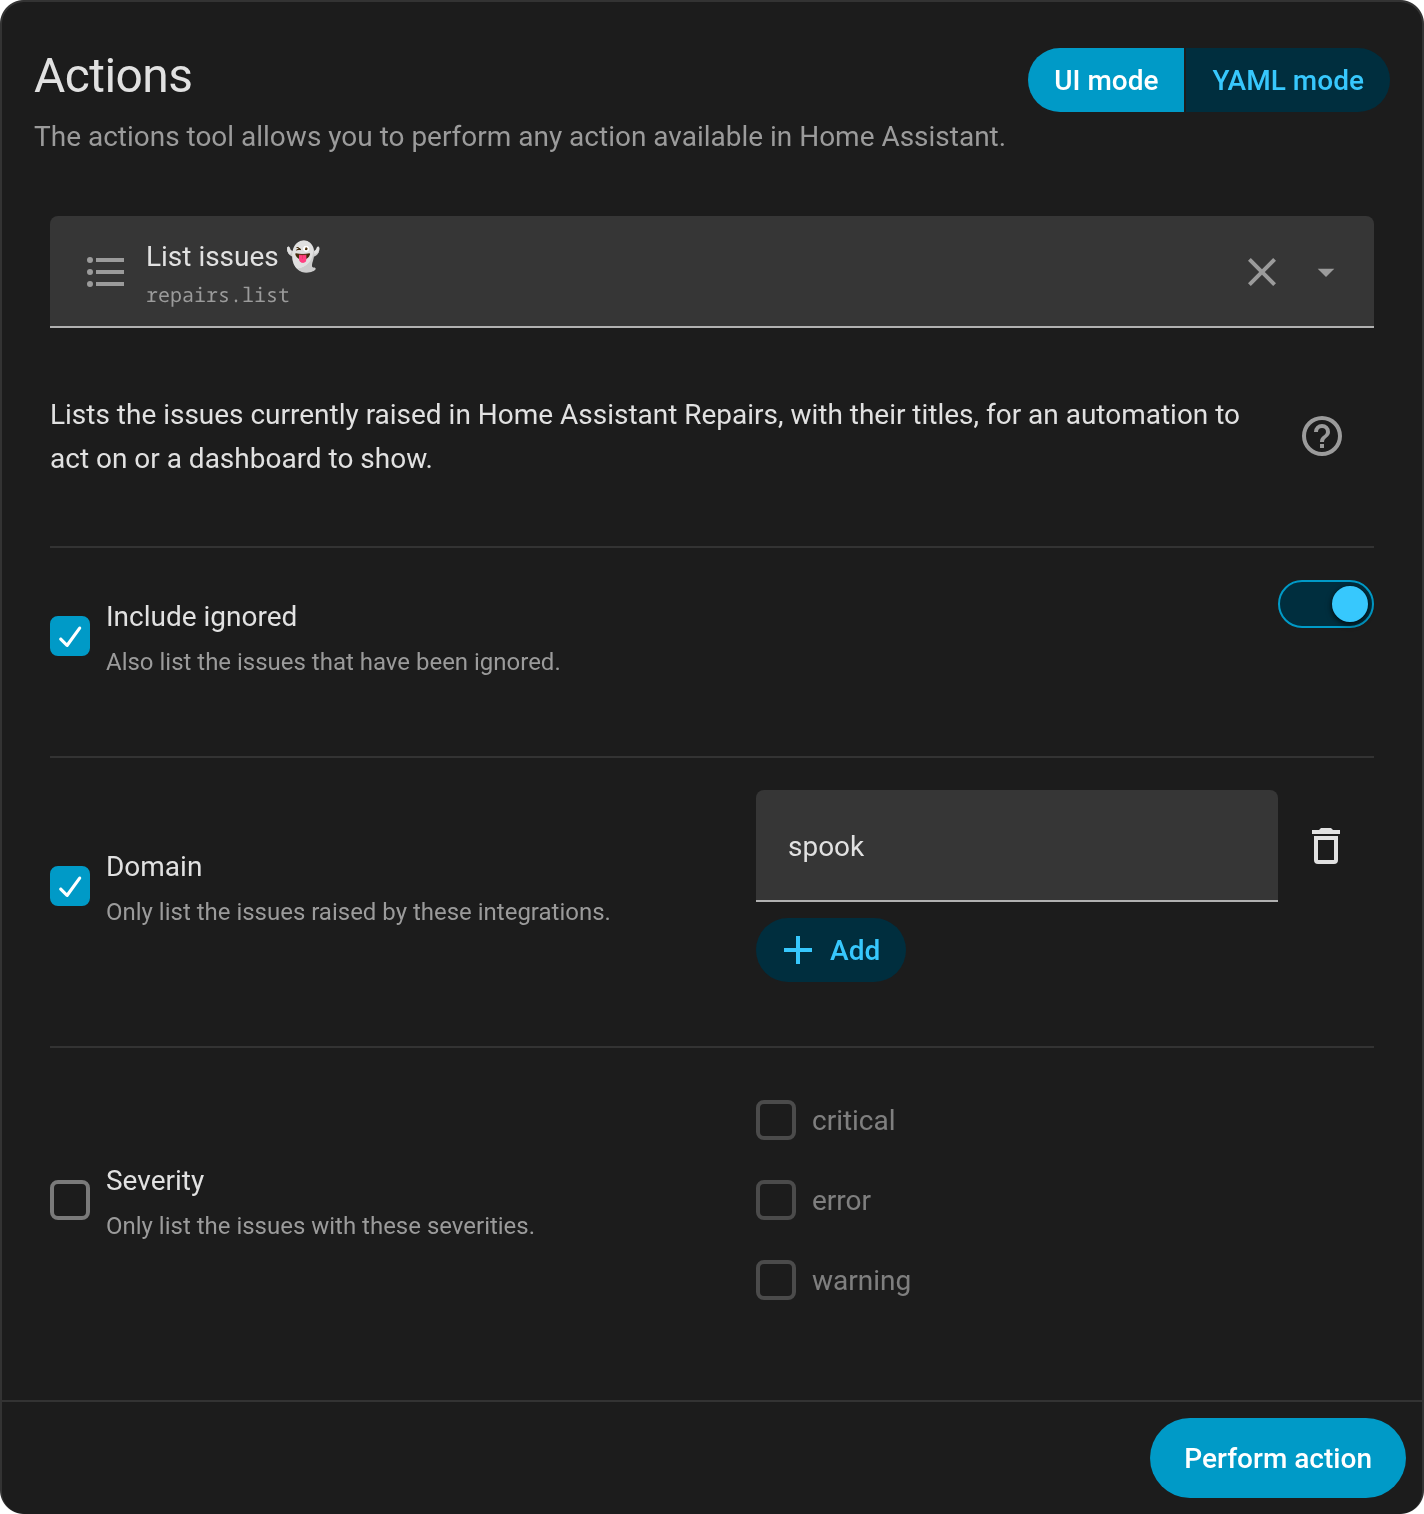 Actions
UI mode
YAML mode
The actions tool allows you to perform any action available in Home Assistant.
List issues 👻
repairs.list
Lists the issues currently raised in Home Assistant Repairs, with their titles, for an automation to
act on or a dashboard to show.
Include ignored
Also list the issues that have been ignored.
Domain
Only list the issues raised by these integrations.
spook
Add
Severity
Only list the issues with these severities.
critical
error
warning
Perform action